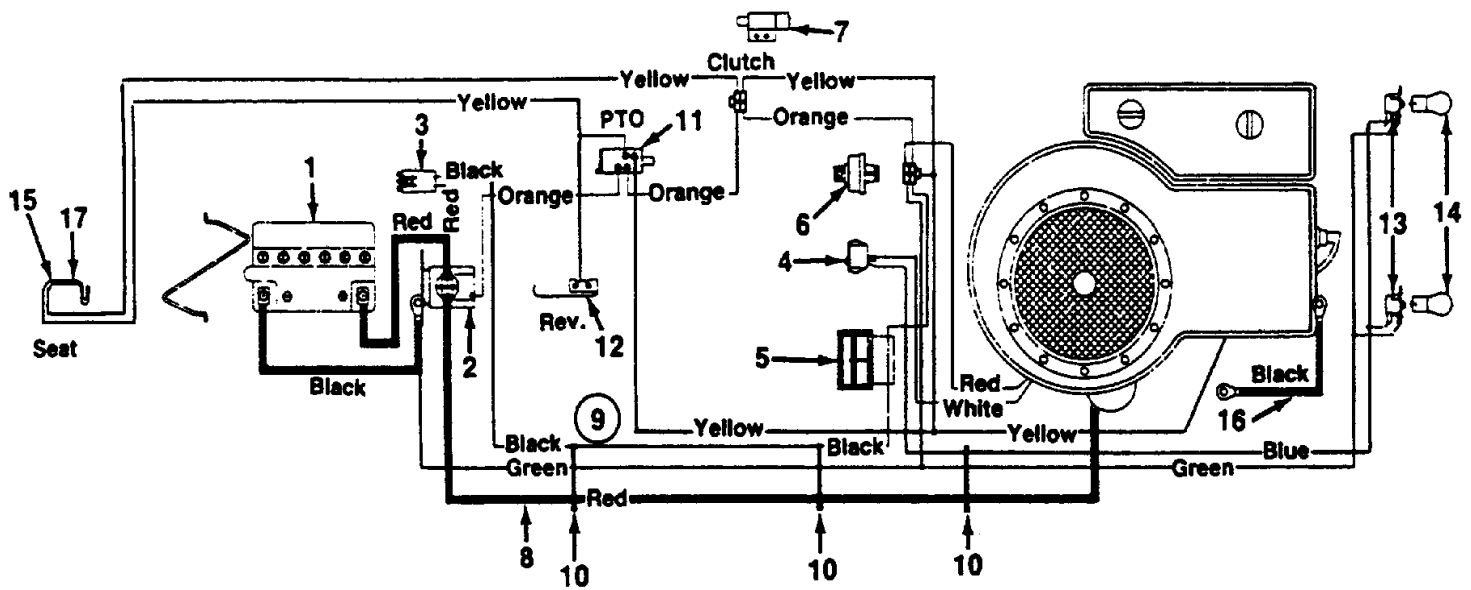 7
Clutch
Yellow
Yellow
Yellow
PTO
11
Orange
3
1
Black
15
17
Orange
Orange
Red
Red
6
13
14
4
Rev.
12
Seat
2
5
Black
Red
Black
White
16
9
Yellow
Yellow
Black
Black
Blue
Green
Green
Red
8
10
10
10